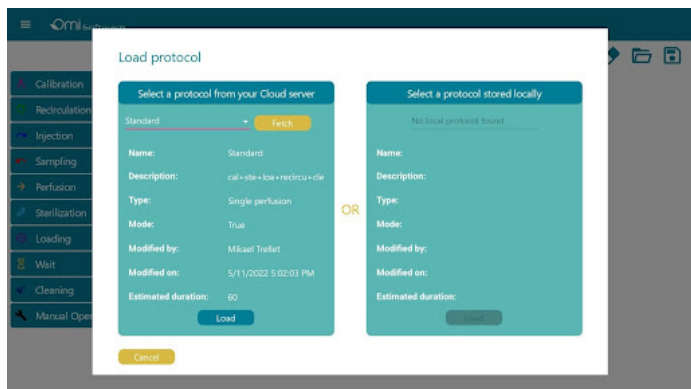 Omi Software
Load protocol
Calibration
Recirculation
Injection
Sampling
Perfusion
Sterilization
Loading
Wait
Cleaning
Manual Oper
Select a protocol from your Cloud server
Standard
Fetch
Name: Standard
Description: cal+ste+loa+recircu+cle
Type: Single perfusion
Mode: True
Modified by: Mikael Trellet
Modified on: 5/11/2022 5:02:03 PM
Estimated duration: 60
Load
OR
Select a protocol stored locally
No local protocol found
Name:
Description:
Type:
Mode:
Modified by:
Modified on:
Estimated duration:
Load
Cancel